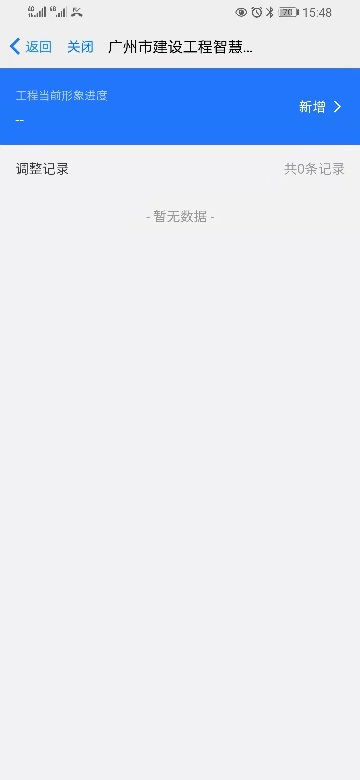 15:48
返回 关闭 广州市建设工程智慧...
工程当前形象进度
--
新增
调整记录 共0条记录
- 暂无数据 -